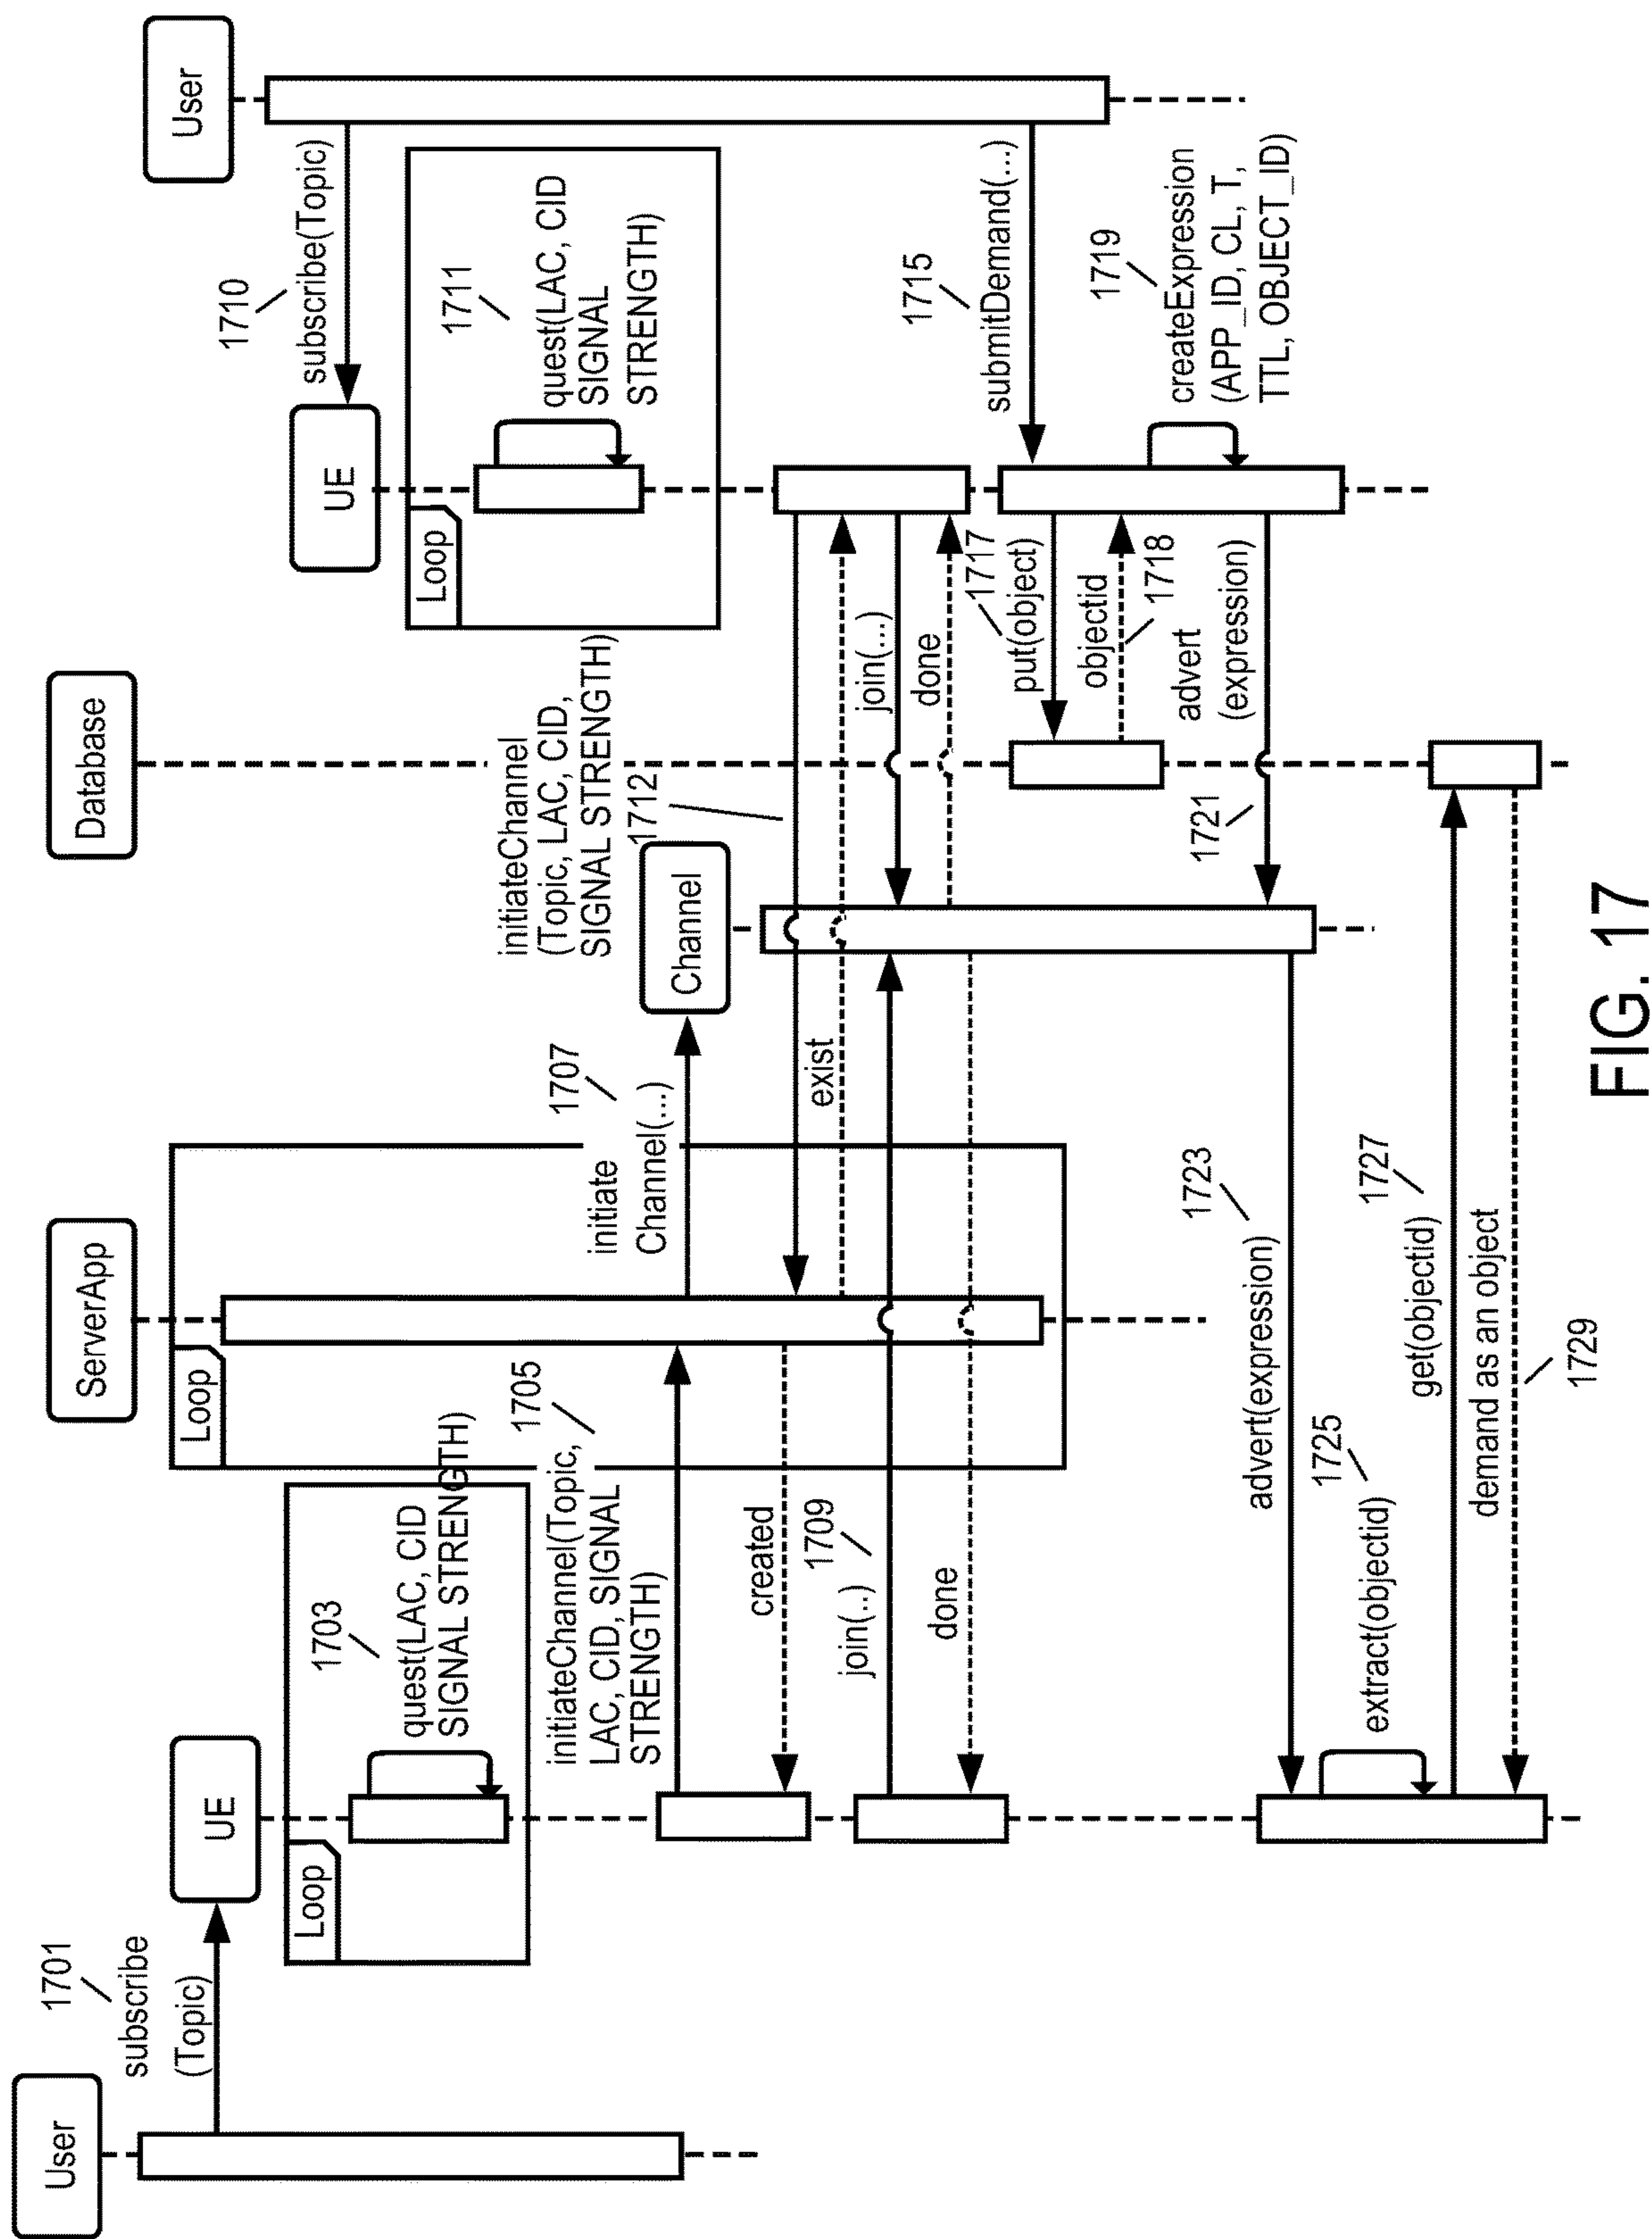 User
UE
ServerApp
Channel
Database
UE
User
1701
subscribe
(Topic)
Loop
1703
quest(LAC, CID
SIGNAL STRENGTH)
Loop
1705
initiateChannel(Topic,
LAC, CID, SIGNAL
STRENGTH)
1707
initiate
Channel(...)
created
1709
join(..)
done
1710
subscribe(Topic)
Loop
1711
quest(LAC, CID
SIGNAL
STRENGTH)
initiateChannel
(Topic, LAC, CID,
SIGNAL STRENGTH)
1712
exist
join(...)
done
1715
submitDemand(...)
1717
put(object)
objectid
1718
1719
createExpression
(APP_ID, CL, T,
TTL, OBJECT_ID)
advert
(expression)
1721
1723
advert(expression)
1725
extract(objectid)
1727
get(objectid)
demand as an object
1729
FIG. 17